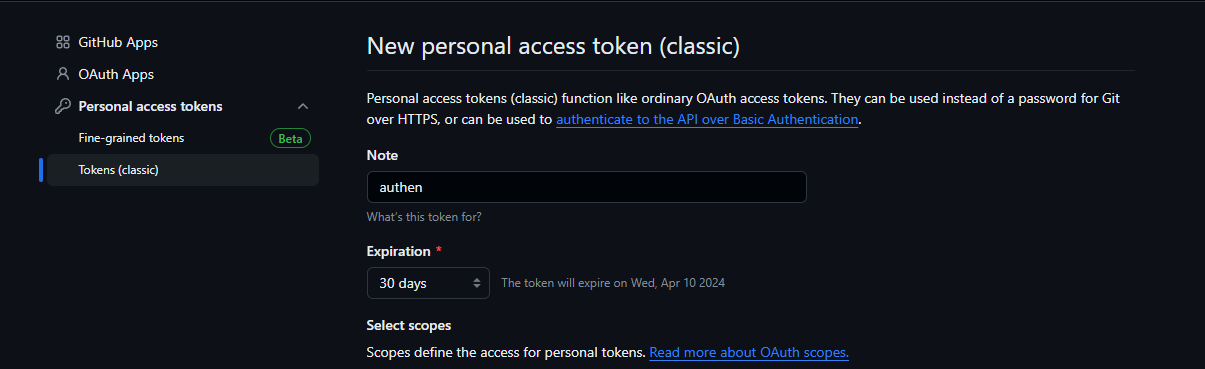 GitHub Apps
OAuth Apps
Personal access tokens
Fine-grained tokens Beta
Tokens (classic)
New personal access token (classic)
Personal access tokens (classic) function like ordinary OAuth access tokens. They can be used instead of a password for Git
over HTTPS, or can be used to authenticate to the API over Basic Authentication.
Note
authen
What's this token for?
Expiration *
30 days The token will expire on Wed, Apr 10 2024
Select scopes
Scopes define the access for personal tokens. Read more about OAuth scopes.